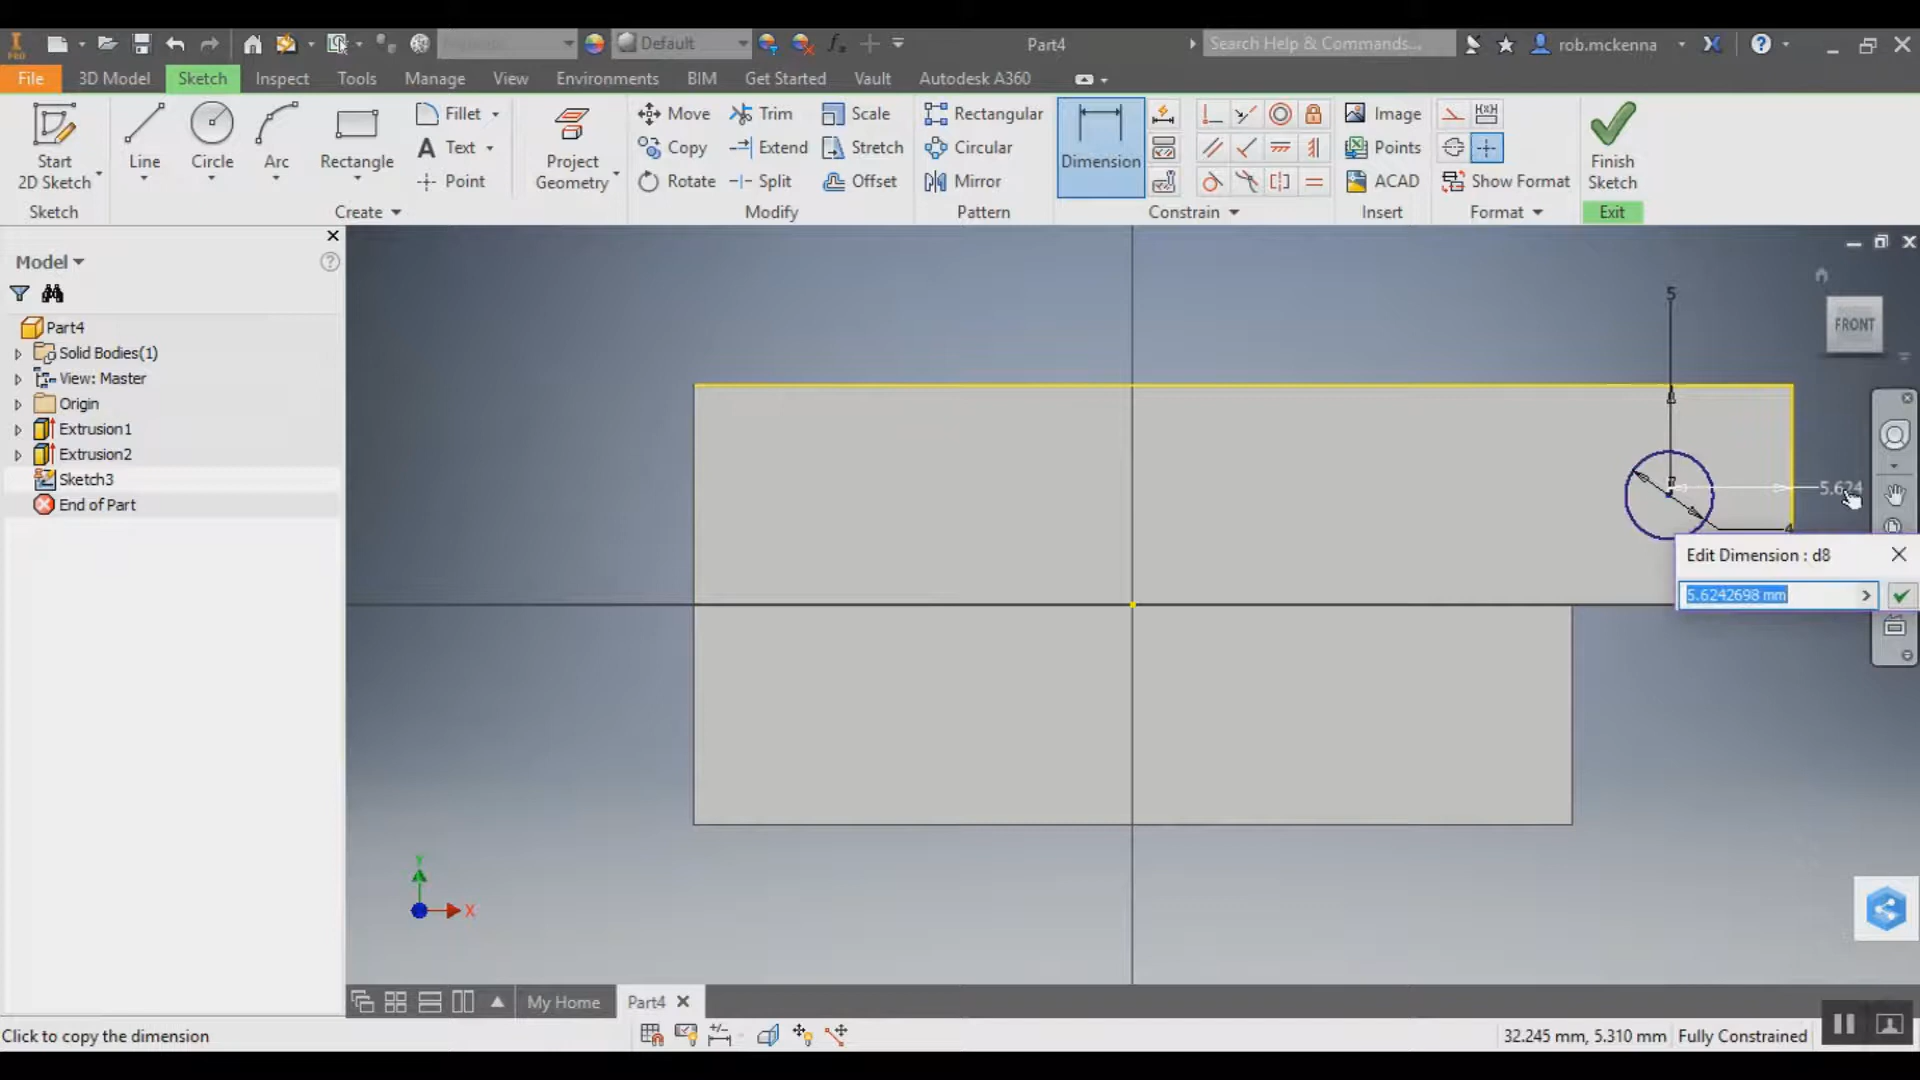 PRO
Default
Part4
Search Help & Commands...
rob.mckenna
File
3D Model
Sketch
Inspect
Tools
Manage
View
Environments
BIM
Get Started
Vault
Autodesk A360
Start
2D Sketch
Line
Circle
Arc
Rectangle
Fillet
Text
Point
Project
Geometry
Move
Copy
Rotate
Trim
Extend
Split
Scale
Stretch
Offset
Rectangular
Circular
Mirror
Dimension
Image
Points
ACAD
Show Format
Finish
Sketch
Sketch
Create
Modify
Pattern
Constrain
Insert
Format
Exit
Model
Part4
Solid Bodies(1)
View: Master
Origin
Extrusion1
Extrusion2
Sketch3
End of Part
5
FRONT
5.624
4
Edit Dimension : d8
5.6242698 mm
Y
X
My Home
Part4
Click to copy the dimension
32.245 mm, 5.310 mm
Fully Constrained